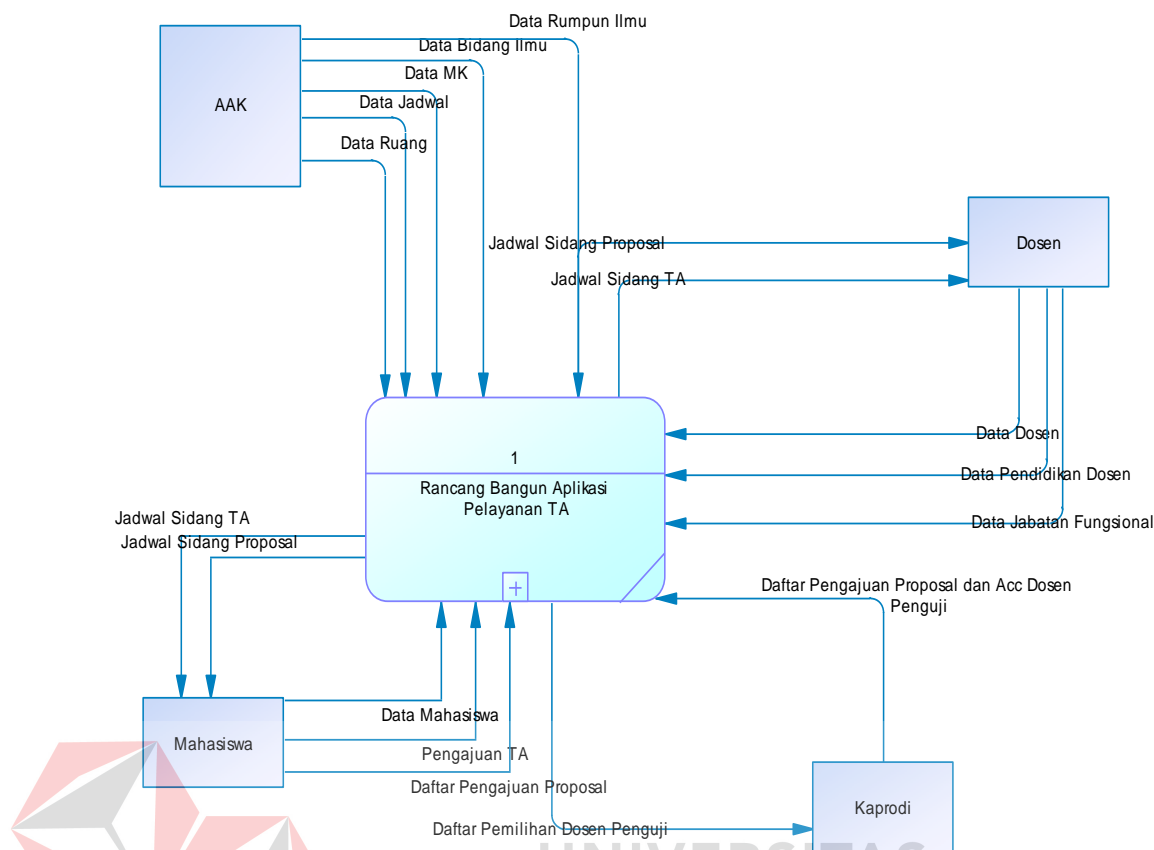 Data Rumpun Ilmu
Data Bidang Ilmu
Data MK
AAK
Data Jadwal
Data Ruang
Jadwal Sidang Proposal
Dosen
Jadwal Sidang TA
Data Dosen
1
Data Pendidikan Dosen
Rancang Bangun Aplikasi
Pelayanan TA
Jadwal Sidang TA
Data Jabatan Fungsional
Jadwal Sidang Proposal
Daftar Pengajuan Proposal dan Acc Dosen
Penguji
Data Mahasiswa
Mahasiswa
Pengajuan TA
Daftar Pengajuan Proposal
Kaprodi
Daftar Pemilihan Dosen Penguji
UNIVERSITAS